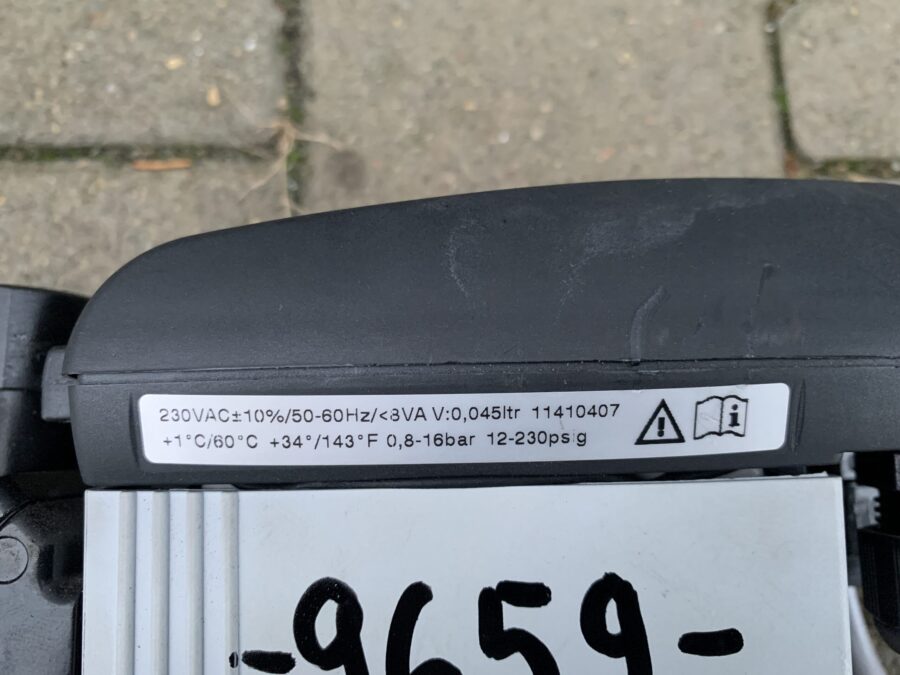 230VAC±10%/50-60Hz/<8VA V:0,045ltr 11410407
+1°C/60°C +34°/143°F 0,8-16bar 12-230psig
-9659-